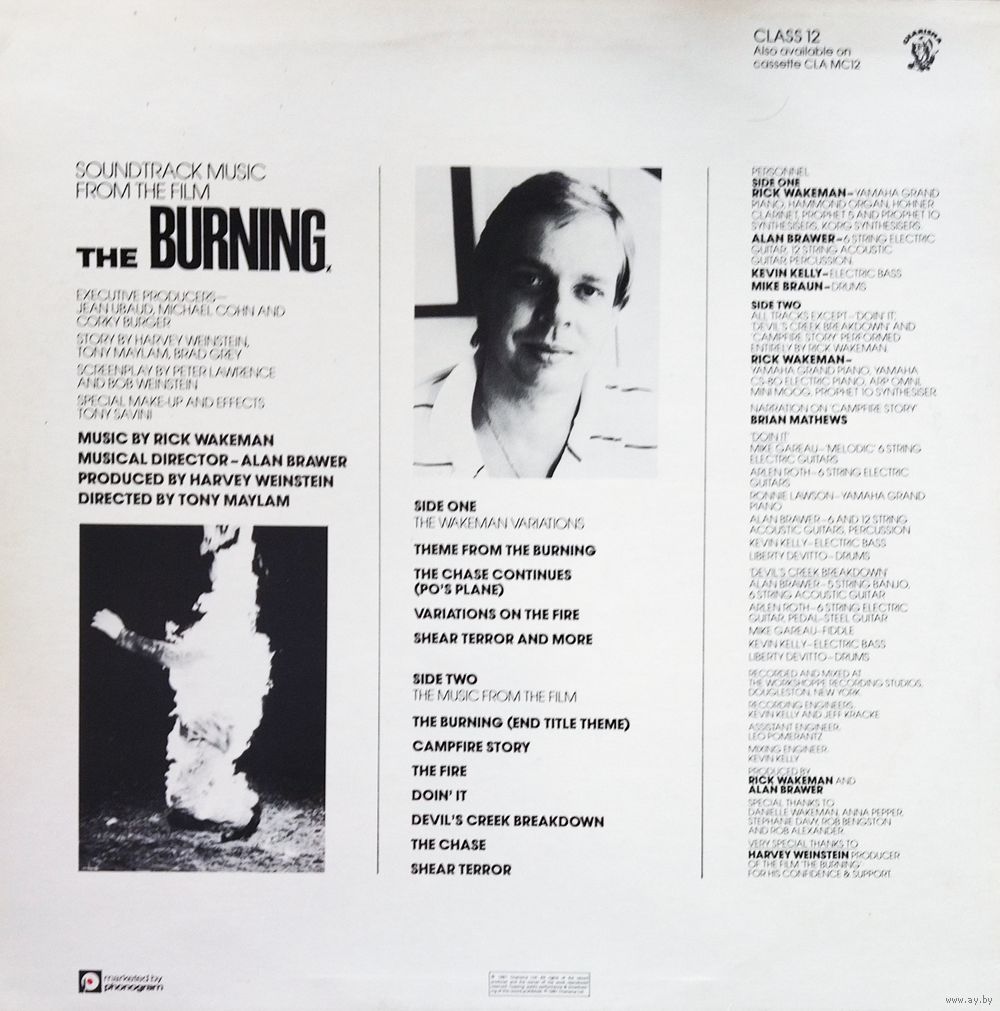 CLASS 12
Also available on
cassette CLA MC12
CHARISMA
SOUNDTRACK MUSIC
FROM THE FILM
THE BURNING
X
EXECUTIVE PRODUCERS—
JEAN UBAUD, MICHAEL COHN AND
CORKY BURGER
STORY BY HARVEY WEINSTEIN,
TONY MAYLAM, BRAD GREY
SCREENPLAY BY PETER LAWRENCE
AND BOB WEINSTEIN
SPECIAL MAKE-UP AND EFFECTS
TONY SAVINI
MUSIC BY RICK WAKEMAN
MUSICAL DIRECTOR – ALAN BRAWER
PRODUCED BY HARVEY WEINSTEIN
DIRECTED BY TONY MAYLAM
SIDE ONE
THE WAKEMAN VARIATIONS
THEME FROM THE BURNING
THE CHASE CONTINUES
(PO'S PLANE)
VARIATIONS ON THE FIRE
SHEAR TERROR AND MORE
SIDE TWO
THE MUSIC FROM THE FILM
THE BURNING (END TITLE THEME)
CAMPFIRE STORY
THE FIRE
DOIN' IT
DEVIL'S CREEK BREAKDOWN
THE CHASE
SHEAR TERROR
PERSONNEL
SIDE ONE
RICK WAKEMAN – YAMAHA GRAND
PIANO, HAMMOND ORGAN, HOHNER
CLARINET, PROPHET 5 AND PROPHET 10
SYNTHESISERS, KORG SYNTHESISERS.
ALAN BRAWER – 6 STRING ELECTRIC
GUITAR, 12 STRING ACOUSTIC
GUITAR, PERCUSSION.
KEVIN KELLY – ELECTRIC BASS
MIKE BRAUN – DRUMS
SIDE TWO
ALL TRACKS EXCEPT – 'DOIN' IT',
'DEVIL'S CREEK BREAKDOWN' AND
'CAMPFIRE STORY' PERFORMED
ENTIRELY BY RICK WAKEMAN.
RICK WAKEMAN –
YAMAHA GRAND PIANO, YAMAHA
CS-80 ELECTRIC PIANO, ARP OMNI,
MINI MOOG, PROPHET 10 SYNTHESISER
NARRATION ON 'CAMPFIRE STORY'
BRIAN MATHEWS
'DOIN IT'
MIKE GAREAU – 'MELODIC' 6 STRING
ELECTRIC GUITARS
ARLEN ROTH – 6 STRING ELECTRIC
GUITARS
RONNIE LAWSON – YAMAHA GRAND
PIANO
ALAN BRAWER – 6 AND 12 STRING
ACOUSTIC GUITARS, PERCUSSION
KEVIN KELLY – ELECTRIC BASS
LIBERTY DEVITTO – DRUMS
'DEVIL'S CREEK BREAKDOWN'
ALAN BRAWER – 5 STRING BANJO,
6 STRING ACOUSTIC GUITAR
ARLEN ROTH – 6 STRING ELECTRIC
GUITAR, PEDAL-STEEL GUITAR
MIKE GAREAU – FIDDLE
KEVIN KELLY – ELECTRIC BASS
LIBERTY DEVITTO – DRUMS
RECORDED AND MIXED AT
THE WORKSHOPPE RECORDING STUDIOS,
DOUGLESTON, NEW YORK.
RECORDING ENGINEERS,
KEVIN KELLY AND JEFF KRACKE
ASSISTANT ENGINEER,
LEO POMERANTZ
MIXING ENGINEER,
KEVIN KELLY
PRODUCED BY
RICK WAKEMAN AND
ALAN BRAWER
SPECIAL THANKS TO
DANIELLE WAKEMAN, ANNA PEPPER,
STEPHANIE DAVY, ROB BENGSTON
AND ROB ALEXANDER.
VERY SPECIAL THANKS TO
HARVEY WEINSTEIN PRODUCER
OF THE FILM 'THE BURNING'
FOR HIS CONFIDENCE & SUPPORT.
marketed by
phonogram
www.ay.by